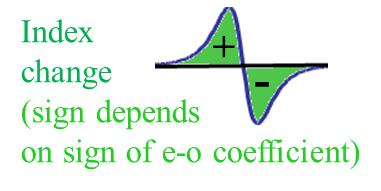 Index
change
(sign depends
on sign of e-o coefficient)
+
-